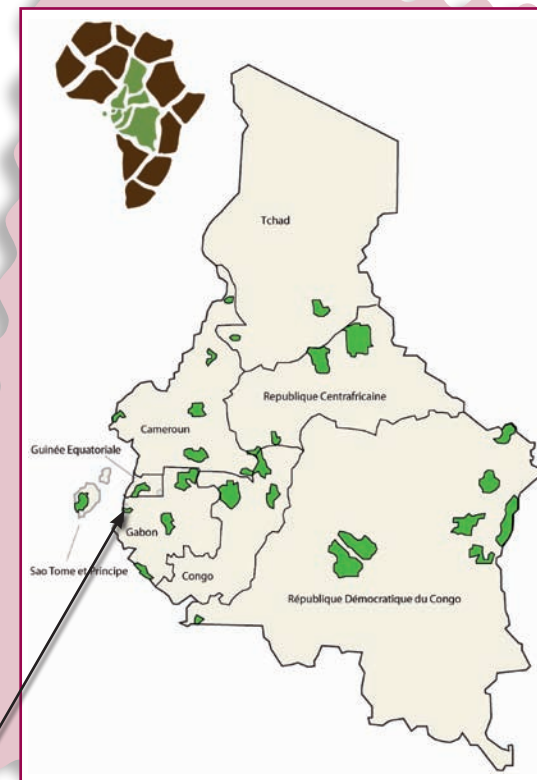 Tchad
Republique Centrafricaine
Cameroun
Guinée Equatoriale
Gabon
Sao Tome et Principe
Congo
République Démocratique du Congo